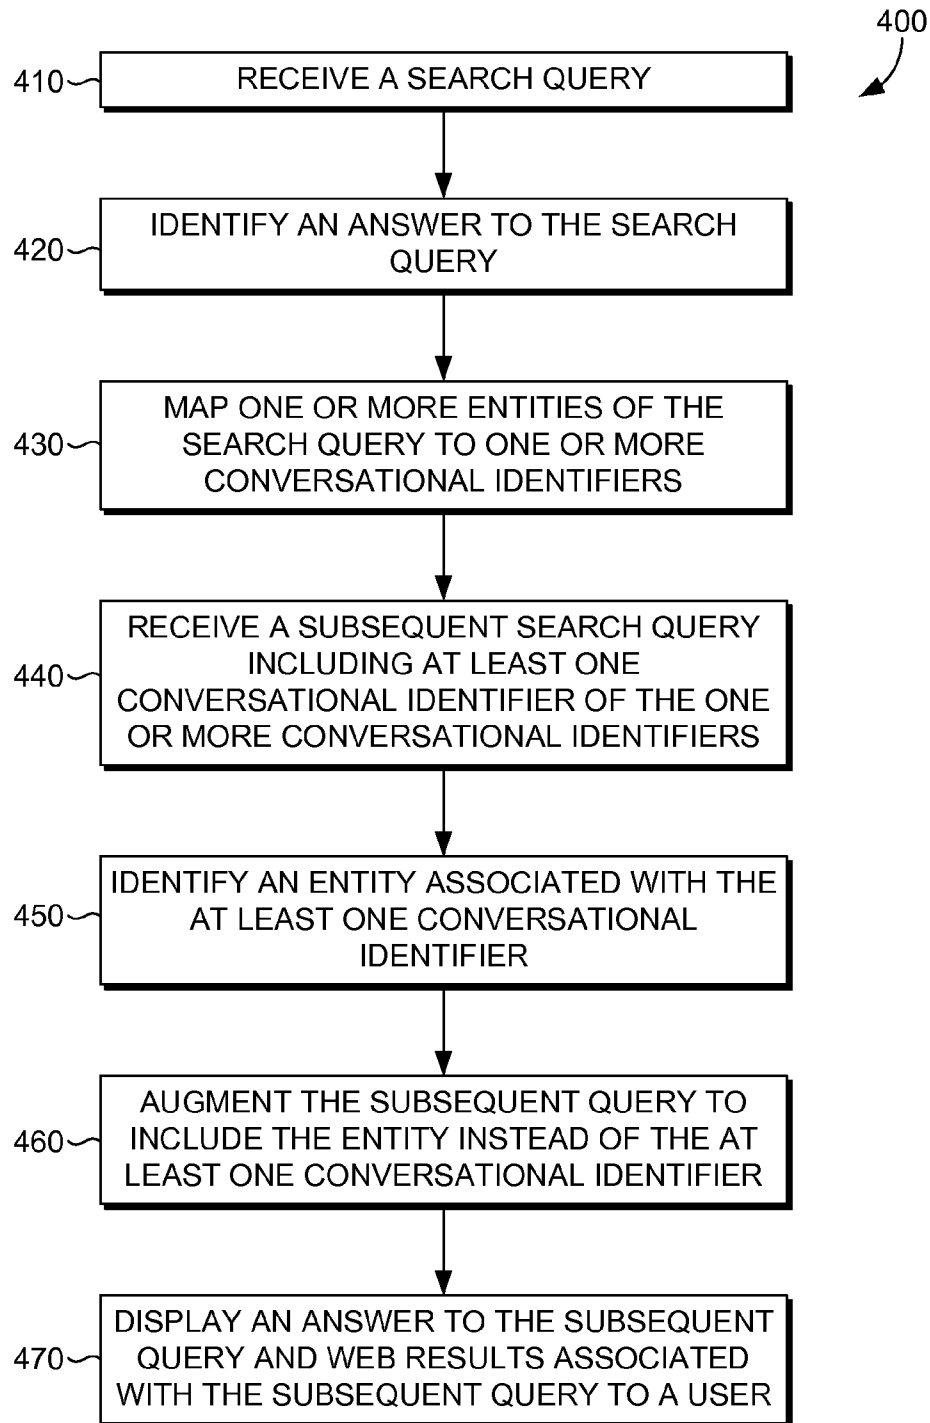 400
410
RECEIVE A SEARCH QUERY
420
IDENTIFY AN ANSWER TO THE SEARCH
QUERY
430
MAP ONE OR MORE ENTITIES OF THE
SEARCH QUERY TO ONE OR MORE
CONVERSATIONAL IDENTIFIERS
440
RECEIVE A SUBSEQUENT SEARCH QUERY
INCLUDING AT LEAST ONE
CONVERSATIONAL IDENTIFIER OF THE ONE
OR MORE CONVERSATIONAL IDENTIFIERS
450
IDENTIFY AN ENTITY ASSOCIATED WITH THE
AT LEAST ONE CONVERSATIONAL
IDENTIFIER
460
AUGMENT THE SUBSEQUENT QUERY TO
INCLUDE THE ENTITY INSTEAD OF THE AT
LEAST ONE CONVERSATIONAL IDENTIFIER
470
DISPLAY AN ANSWER TO THE SUBSEQUENT
QUERY AND WEB RESULTS ASSOCIATED
WITH THE SUBSEQUENT QUERY TO A USER